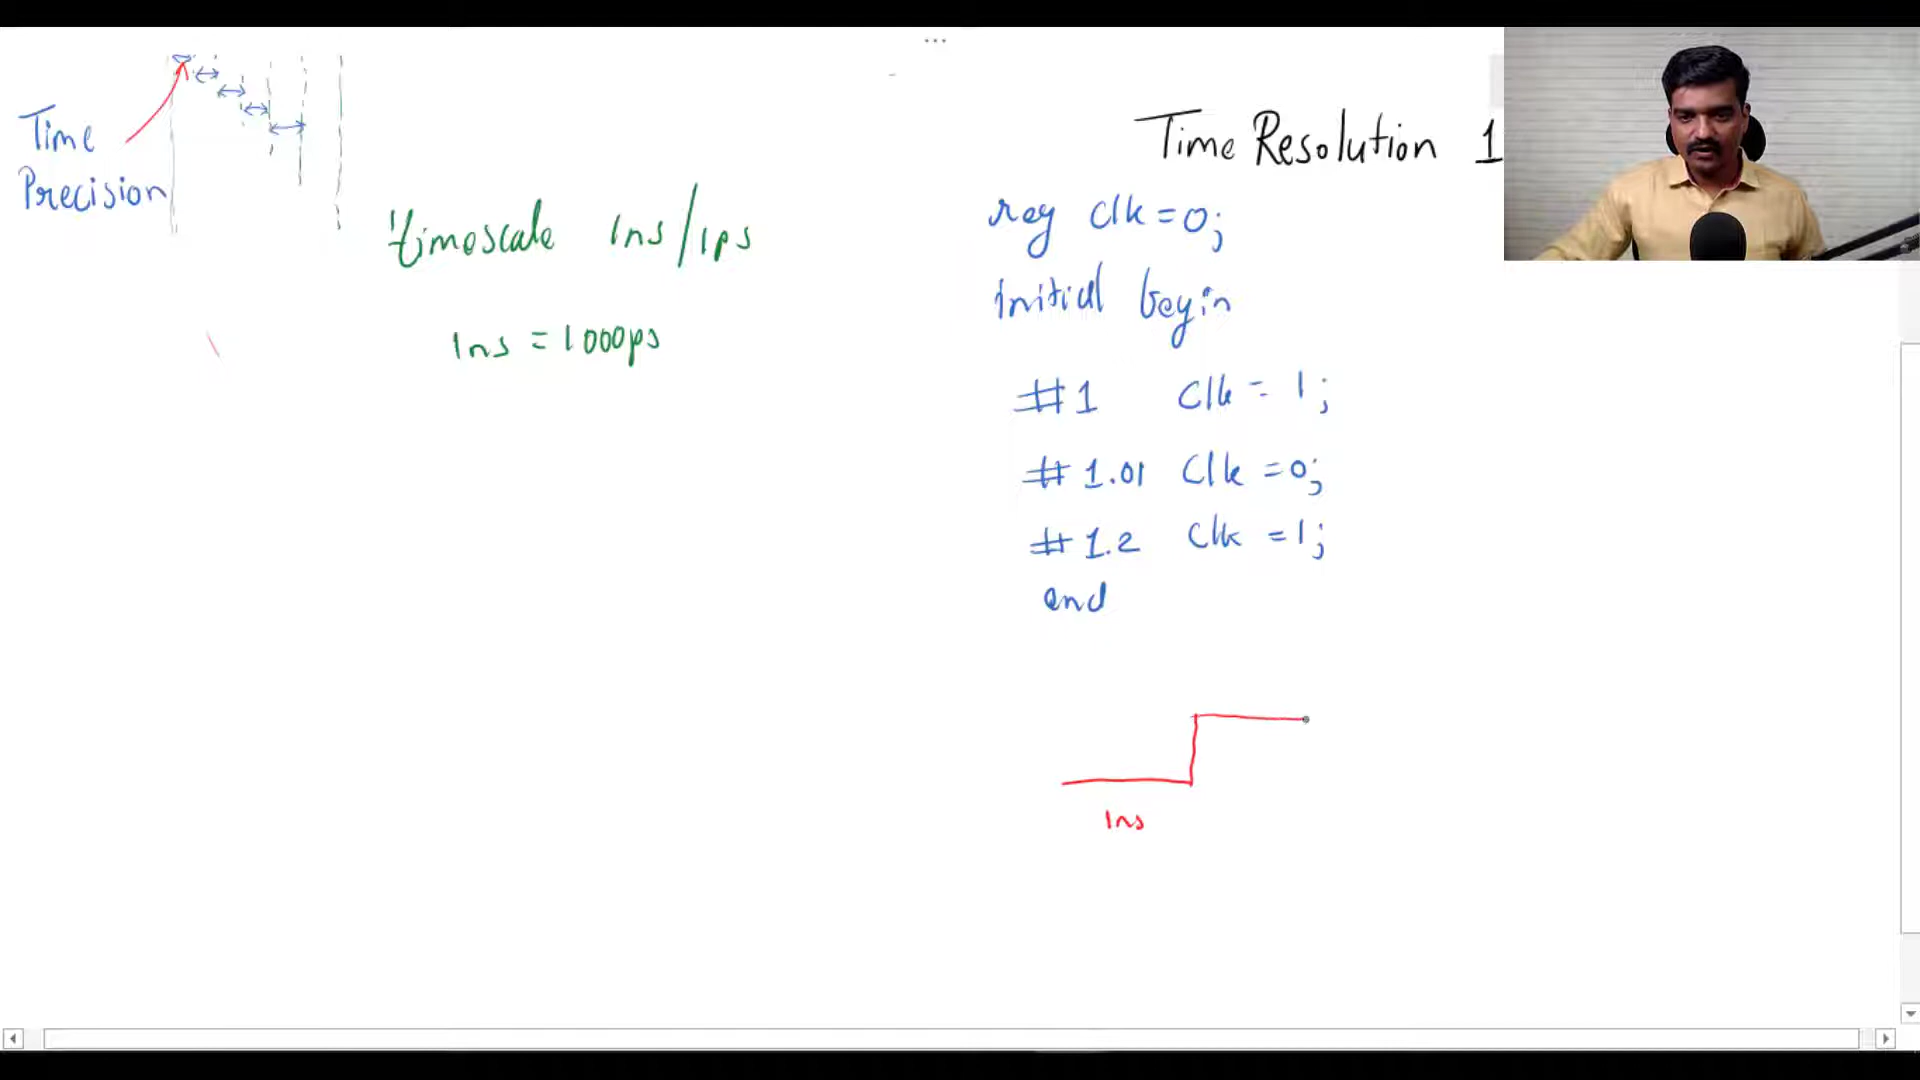 Time
Precision
`timescale 1ns/1ps
1ns = 1000ps
Time Resolution 1
reg clk = 0;
initial begin
#1 clk = 1;
#1.01 clk = 0;
#1.2 clk = 1;
end
1ns